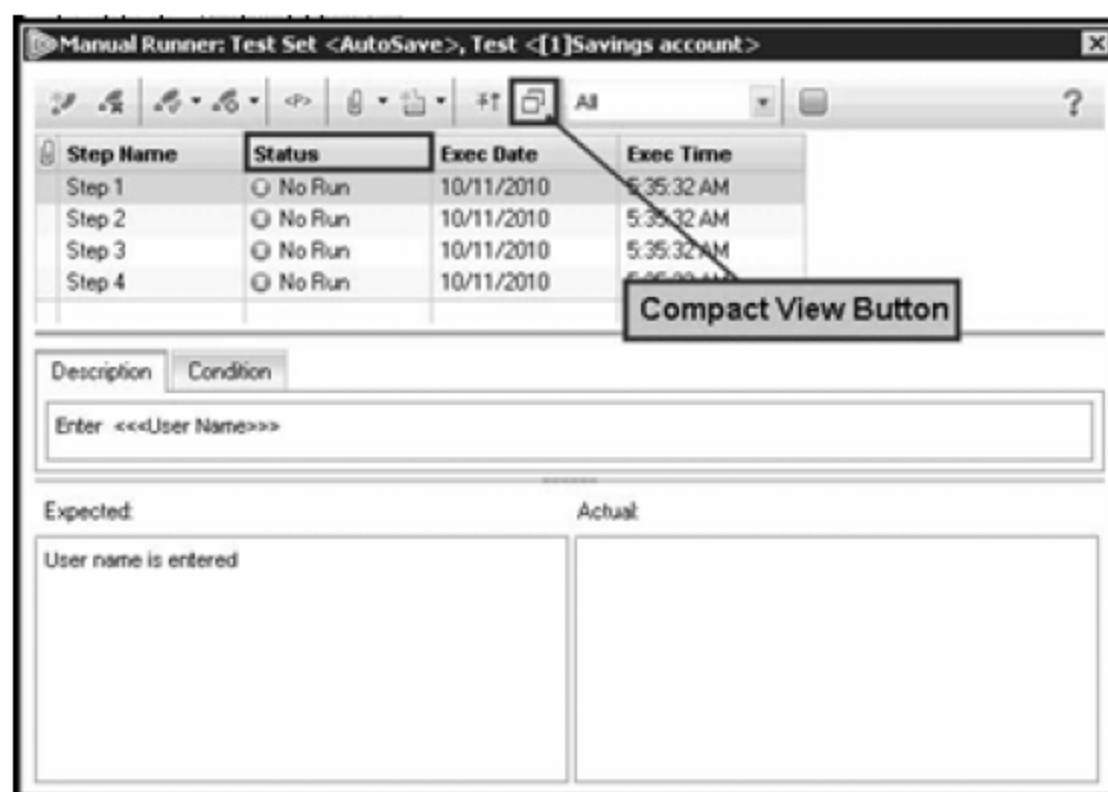 Manual Runner: Test Set <AutoSave>, Test <[1]Savings account>
<P> All ?
Step Name Status Exec Date Exec Time
Step 1 No Run 10/11/2010 5:35:32 AM
Step 2 No Run 10/11/2010 5:35:32 AM
Step 3 No Run 10/11/2010 5:35:32 AM
Step 4 No Run 10/11/2010
Compact View Button
Description Condition
Enter <<<User Name>>>
Expected: Actual:
User name is entered